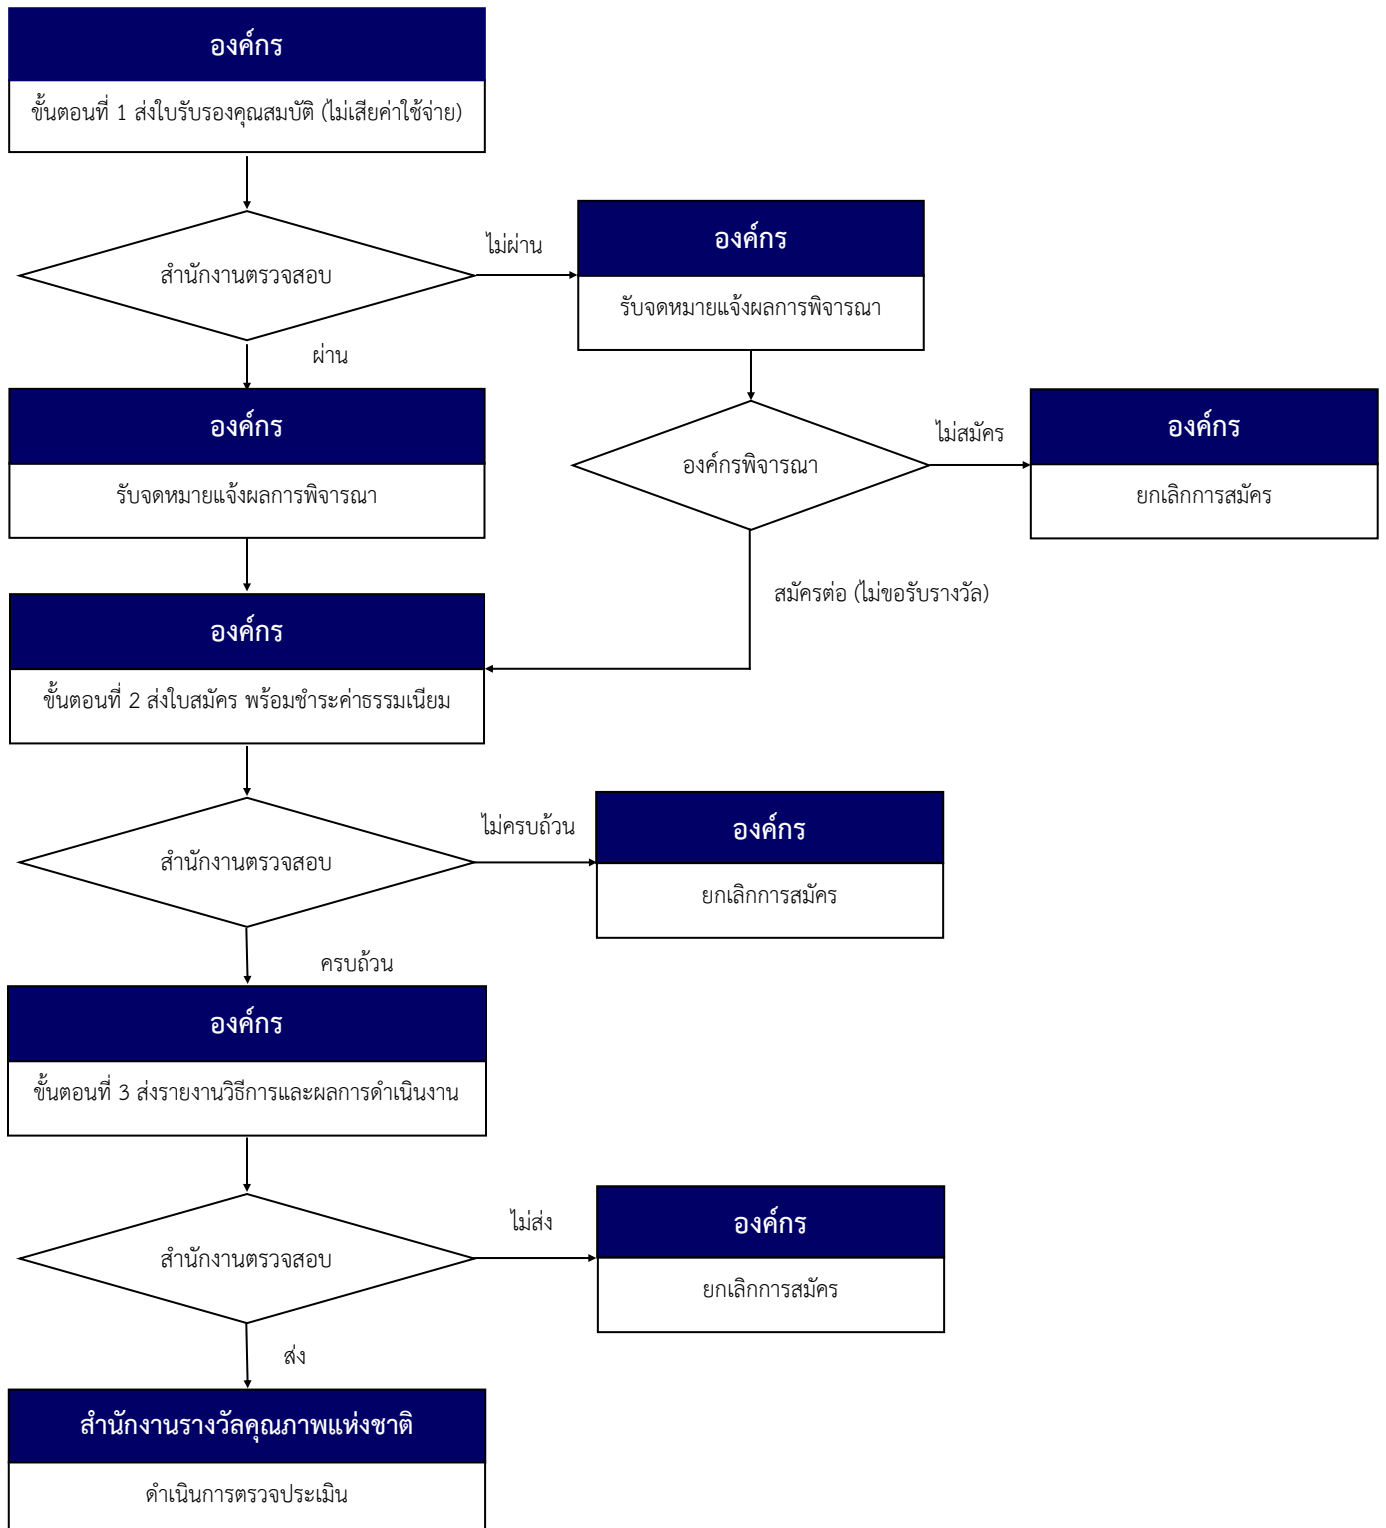 องค์กร
ขั้นตอนที่ 1 ส่งใบรับรองคุณสมบัติ (ไม่เสียค่าใช้จ่าย)
สำนักงานตรวจสอบ
ไม่ผ่าน
องค์กร
รับจดหมายแจ้งผลการพิจารณา
ผ่าน
องค์กร
รับจดหมายแจ้งผลการพิจารณา
องค์กรพิจารณา
ไม่สมัคร
องค์กร
ยกเลิกการสมัคร
สมัครต่อ (ไม่ขอรับรางวัล)
องค์กร
ขั้นตอนที่ 2 ส่งใบสมัคร พร้อมชำระค่าธรรมเนียม
สำนักงานตรวจสอบ
ไม่ครบถ้วน
องค์กร
ยกเลิกการสมัคร
ครบถ้วน
องค์กร
ขั้นตอนที่ 3 ส่งรายงานวิธีการและผลการดำเนินงาน
สำนักงานตรวจสอบ
ไม่ส่ง
องค์กร
ยกเลิกการสมัคร
ส่ง
สำนักงานรางวัลคุณภาพแห่งชาติ
ดำเนินการตรวจประเมิน